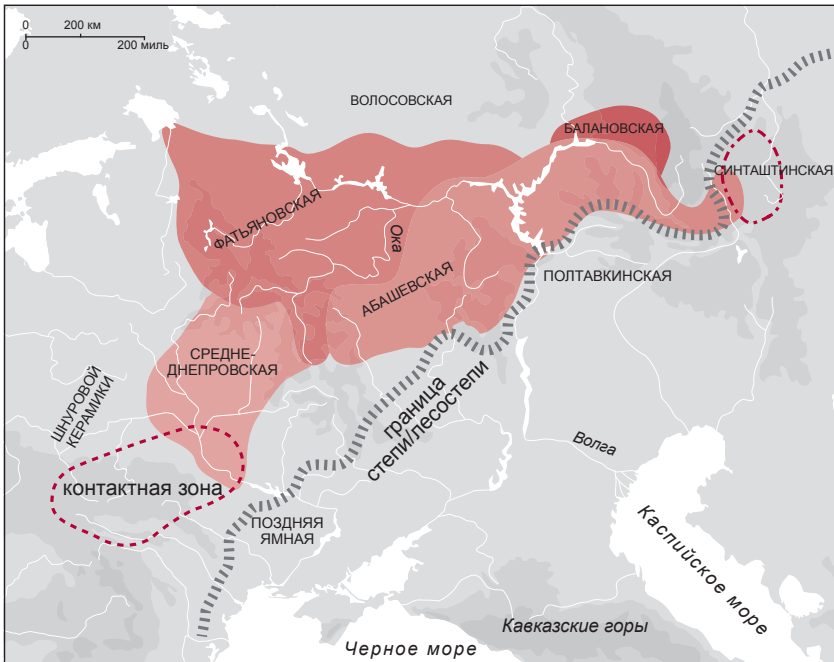 0 200 км
0 200 миль
ВОЛОСОВСКАЯ
БАЛАНОВСКАЯ
СИНТАШТИНСКАЯ
ФАТЬЯНОВСКАЯ
Ока
АБАШЕВСКАЯ
ПОЛТАВКИНСКАЯ
СРЕДНЕ-
ДНЕПРОВСКАЯ
ШНУРОВОЙ
КЕРАМИКИ
граница
степи/лесостепи
Волга
контактная зона
ПОЗДНЯЯ
ЯМНАЯ
Каспийское море
Кавказские горы
Черное море